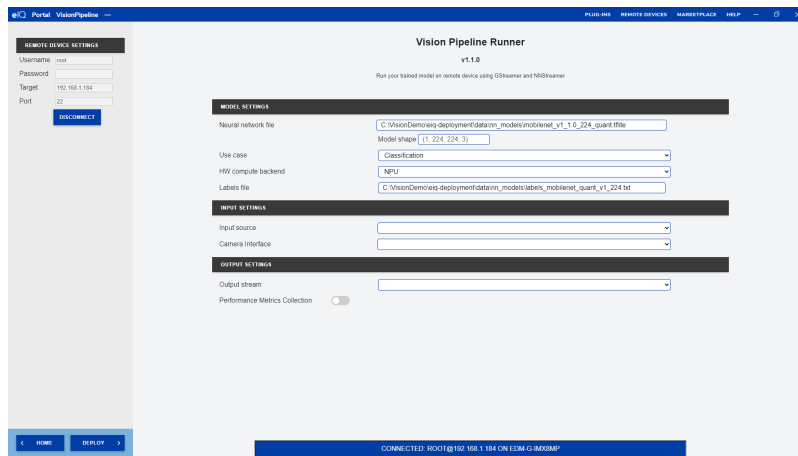 eIQ Portal VisionPipeline —
PLUG-INS REMOTE DEVICES MARKETPLACE HELP
REMOTE DEVICE SETTINGS
Username root
Password
Target 192.168.1.184
Port 22
DISCONNECT
Vision Pipeline Runner
v1.1.0
Run your trained model on remote device using GStreamer and NNStreamer
MODEL SETTINGS
Neural network file C:\VisionDemo\eiq-deployment\data\nn_models\mobilenet_v1_1.0_224_quant.tflite
Model shape (1, 224, 224, 3)
Use case Classification
HW compute backend NPU
Labels file C:\VisionDemo\eiq-deployment\data\nn_models\labels_mobilenet_quant_v1_224.txt
INPUT SETTINGS
Input source
Camera Interface
OUTPUT SETTINGS
Output stream
Performance Metrics Collection
HOME DEPLOY
CONNECTED: ROOT@192.168.1.184 ON EDM-G-IMX8MP